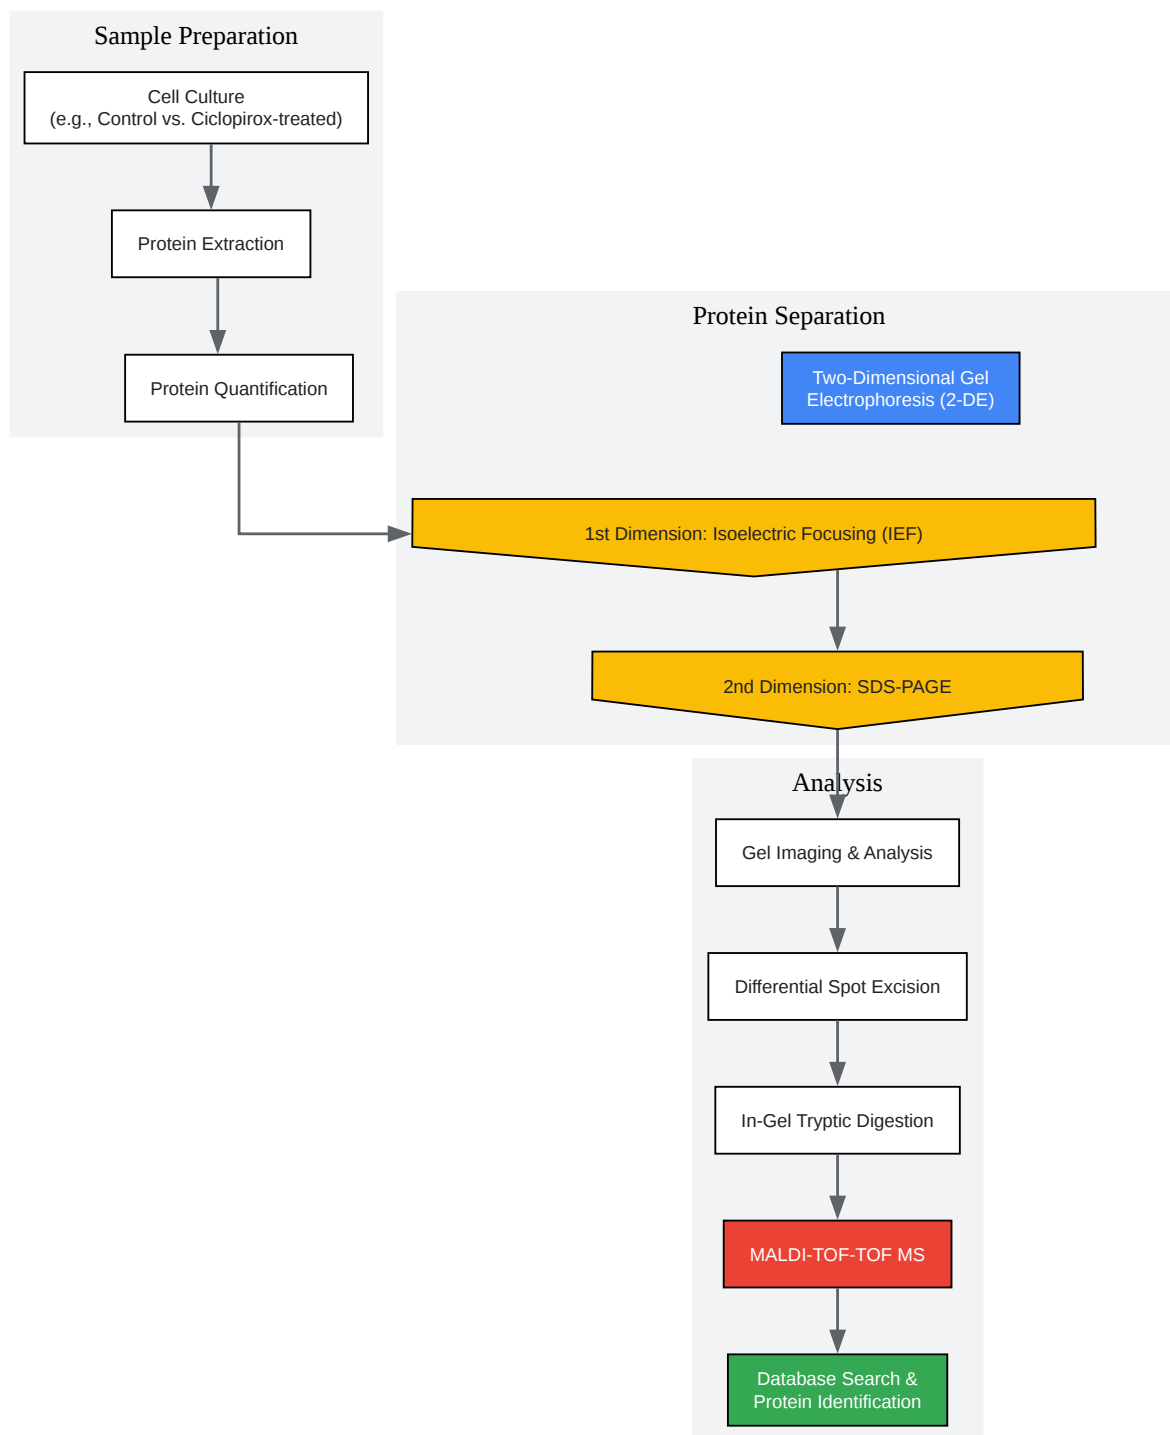 Sample Preparation
Cell Culture
(e.g., Control vs. Ciclopirox-treated)
Protein Extraction
Protein Quantification
Protein Separation
Two-Dimensional Gel
Electrophoresis (2-DE)
1st Dimension: Isoelectric Focusing (IEF)
2nd Dimension: SDS-PAGE
Analysis
Gel Imaging & Analysis
Differential Spot Excision
In-Gel Tryptic Digestion
MALDI-TOF-TOF MS
Database Search &
Protein Identification